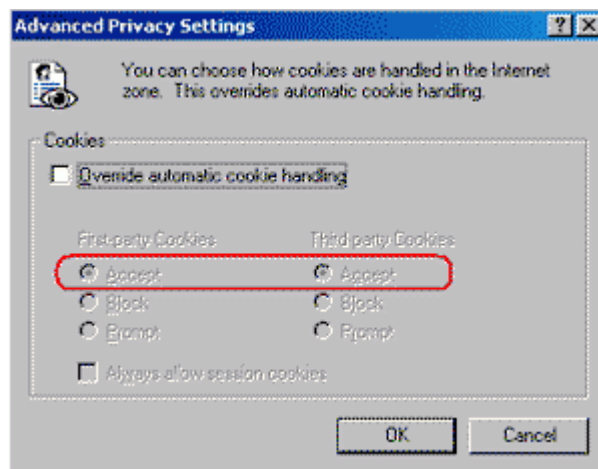 Advanced Privacy Settings
You can choose how cookies are handled in the Internet
zone. This overrides automatic cookie handling.
Cookies
Override automatic cookie handling
First-party Cookies Third-party Cookies
Accept Accept
Block Block
Prompt Prompt
Always allow session cookies
OK Cancel